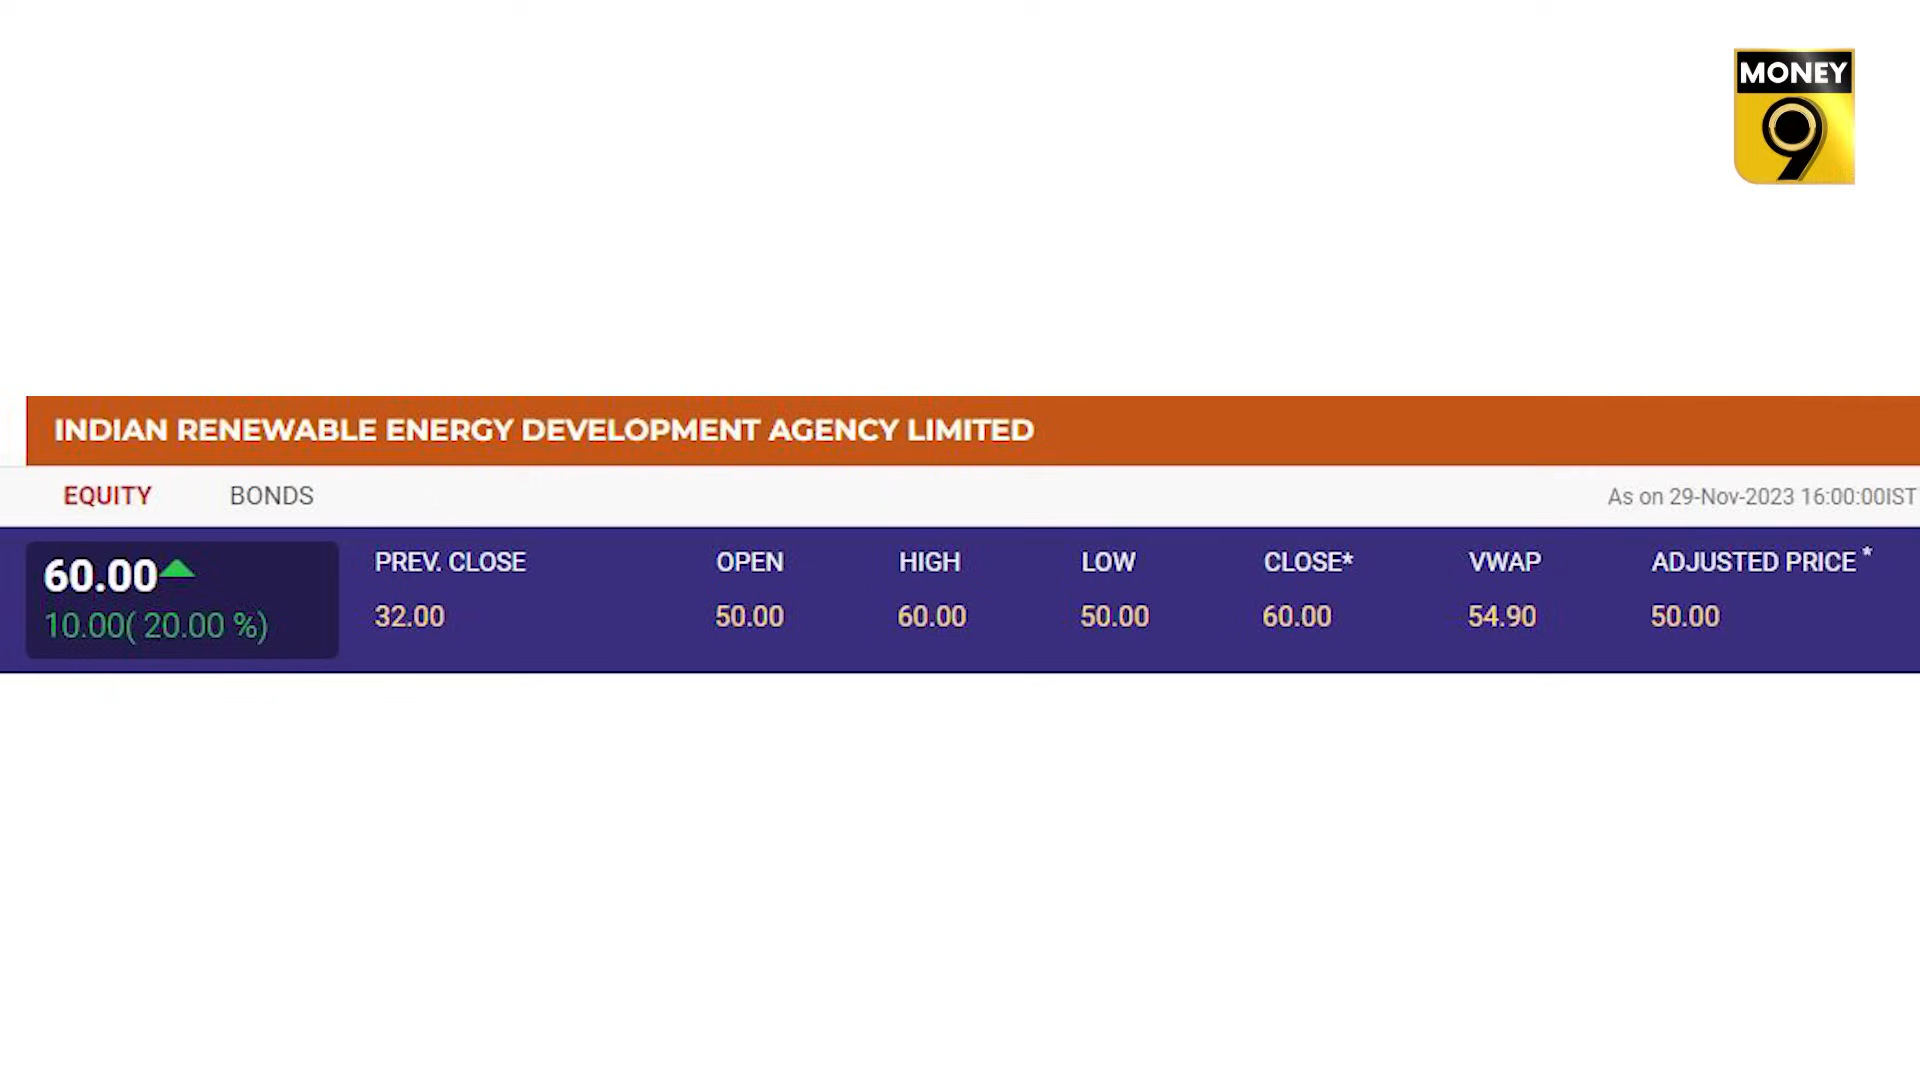 MONEY
9
INDIAN RENEWABLE ENERGY DEVELOPMENT AGENCY LIMITED
EQUITY BONDS As on 29-Nov-2023 16:00:00IST
60.00 PREV. CLOSE OPEN HIGH LOW CLOSE* VWAP ADJUSTED PRICE *
10.00( 20.00 %) 32.00 50.00 60.00 50.00 60.00 54.90 50.00